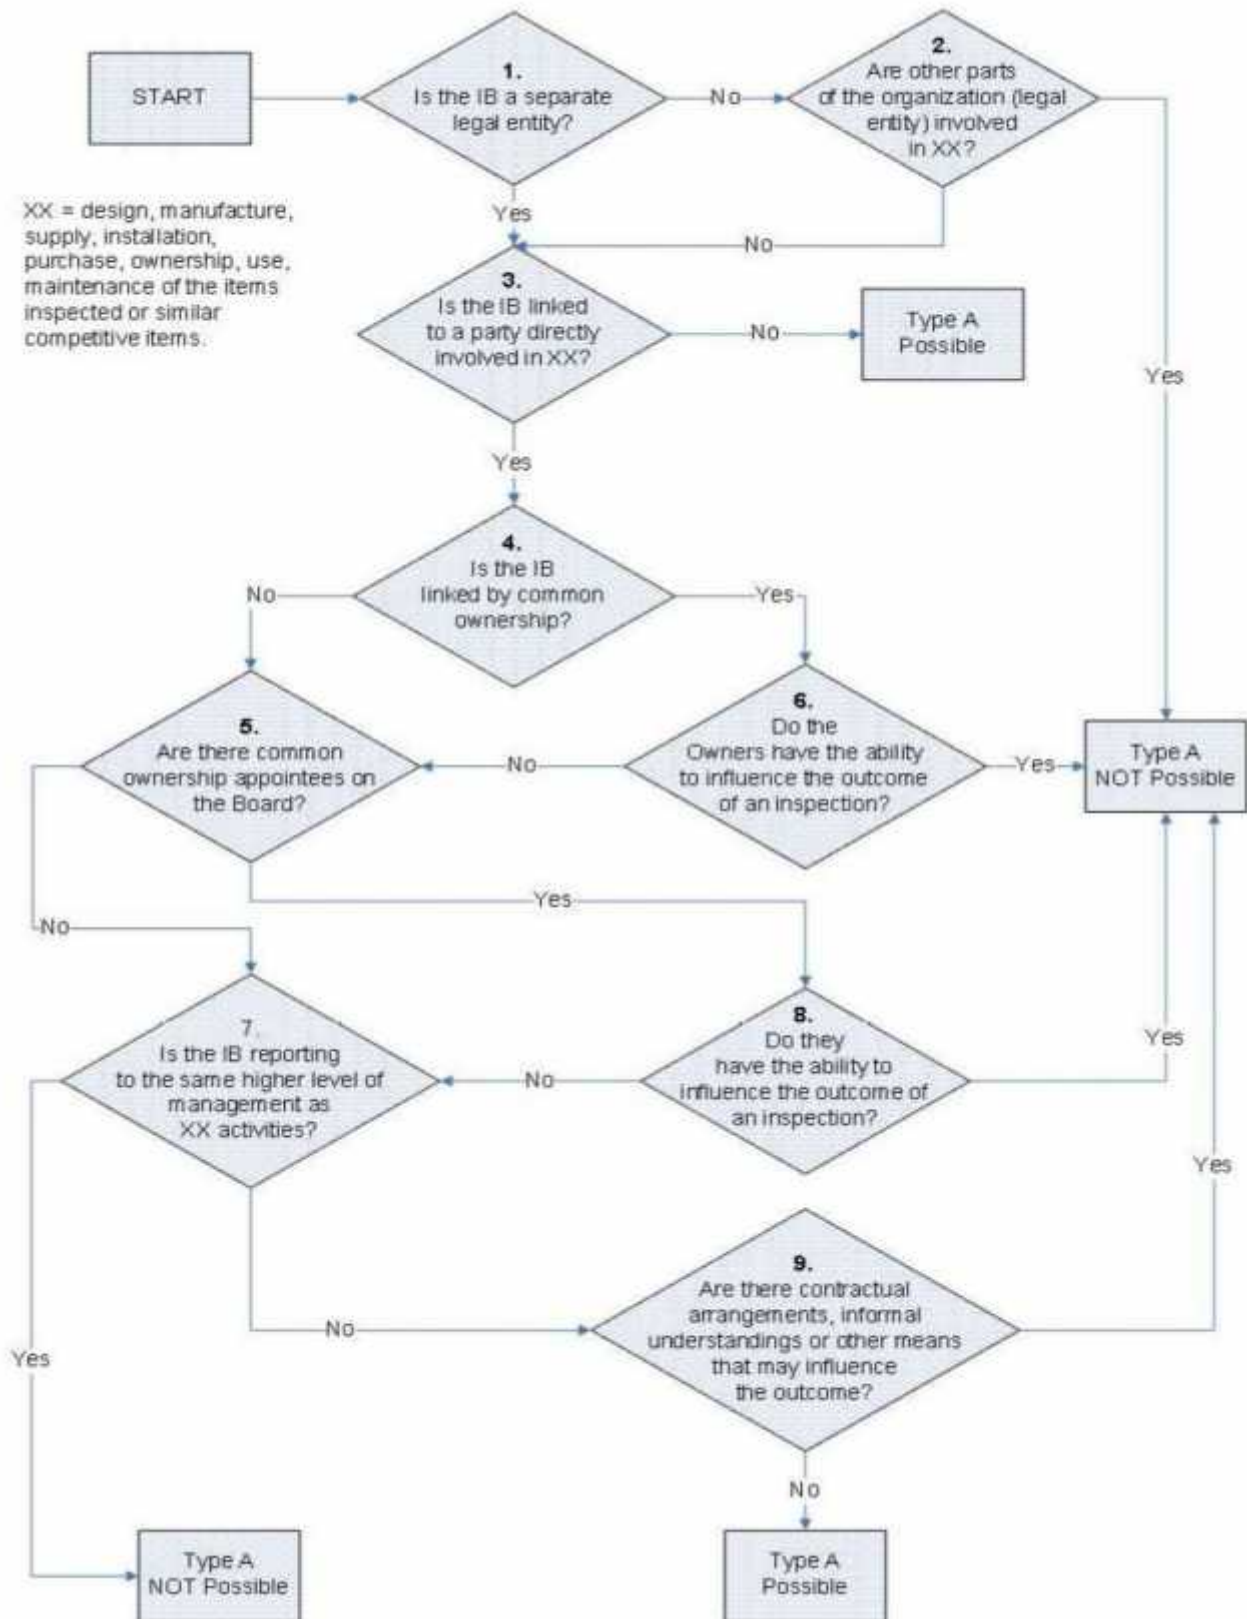 START
1.
Is the IB a separate
legal entity?
No
2.
Are other parts
of the organization (legal
entity) involved
in XX?
XX = design, manufacture,
supply, installation,
purchase, ownership, use,
maintenance of the items
inspected or similar
competitive items.
Yes
No
3.
Is the IB linked
to a party directly
involved in XX?
No
Type A
Possible
Yes
Yes
4.
Is the IB
linked by common
ownership?
No
Yes
5.
Are there common
ownership appointees on
the Board?
No
6.
Do the
Owners have the ability
to influence the outcome
of an inspection?
Yes
Type A
NOT Possible
Yes
No
7.
Is the IB reporting
to the same higher level of
management as
XX activities?
No
8.
Do they
have the ability to
influence the outcome of
an inspection?
Yes
Yes
9.
Are there contractual
arrangements, informal
understandings or other means
that may influence
the outcome?
No
Yes
No
Type A
NOT Possible
Type A
Possible